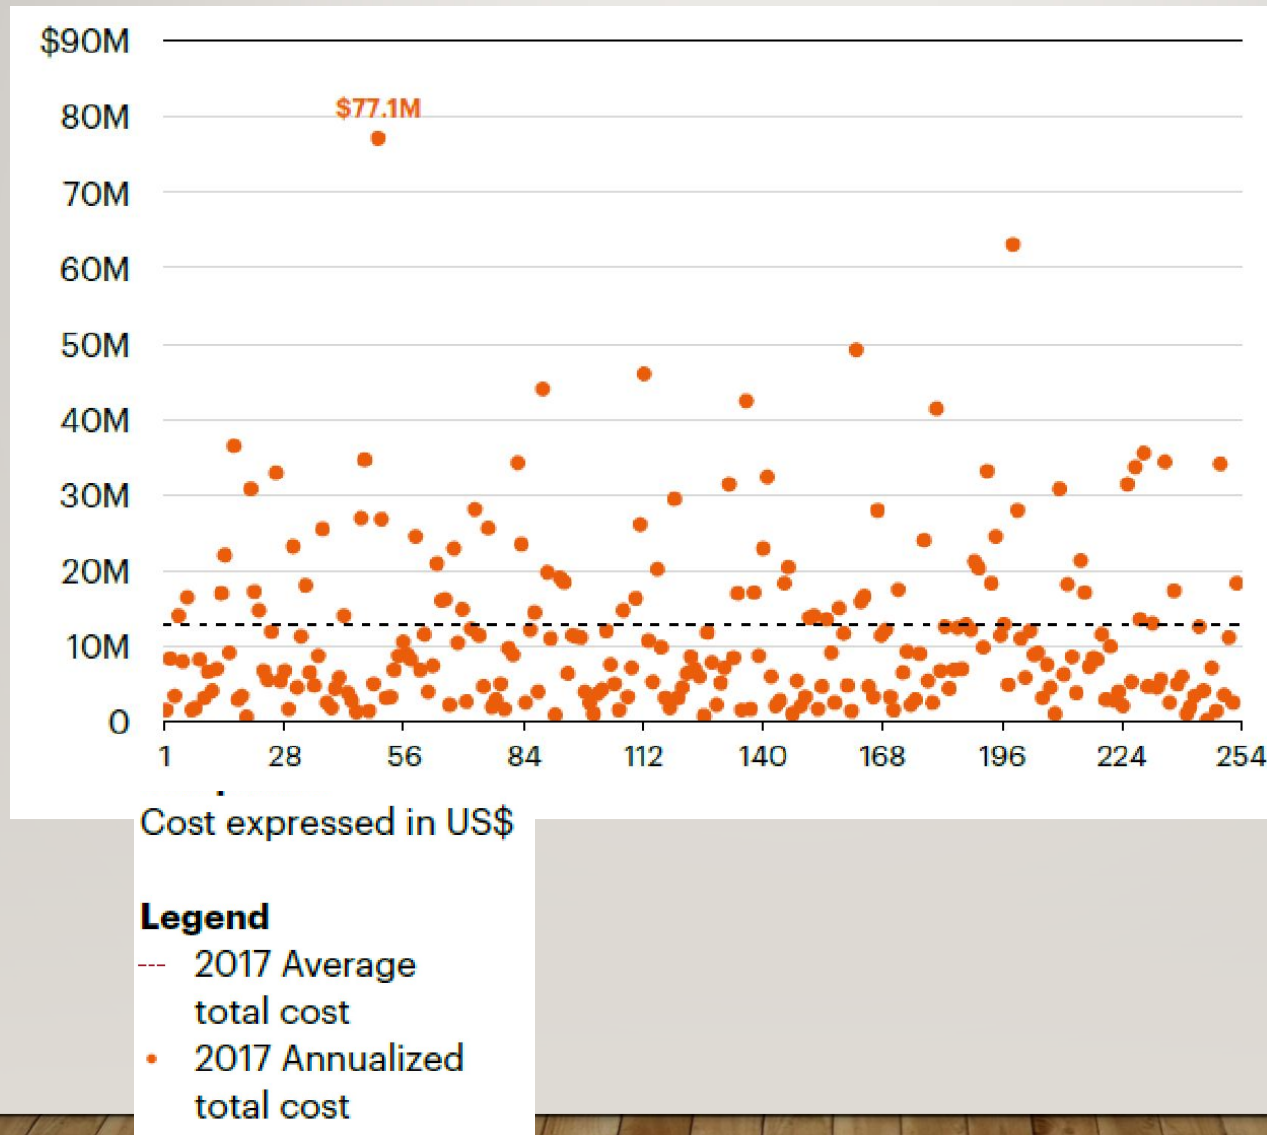 $90M
$77.1M
80M
70M
60M
50M
40M
30M
20M
10M
0
1 28 56 84 112 140 168 196 224 254
Cost expressed in US$
Legend
2017 Average
total cost
2017 Annualized
total cost